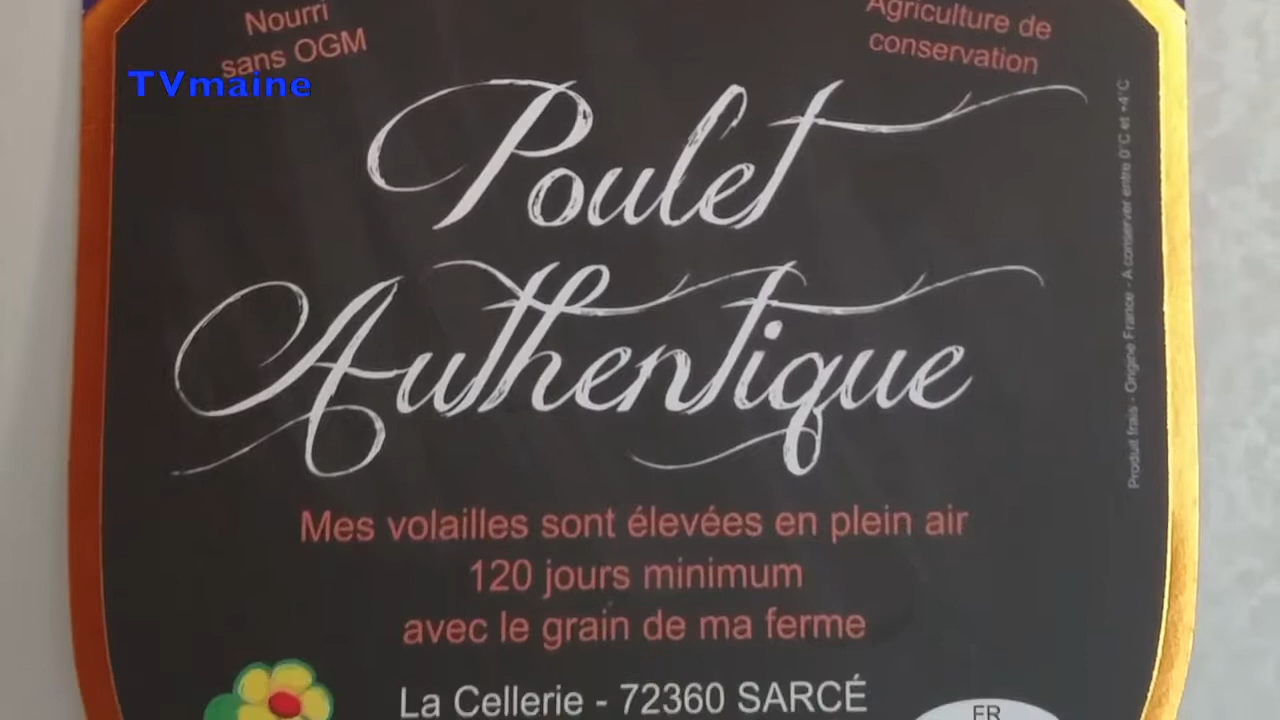 Nourri
sans OGM
Agriculture de
conservation
TVmaine
Poulet
Authentique
Produit frais - Origine France - A conserver entre 0°C et +4°C
Mes volailles sont élevées en plein air
120 jours minimum
avec le grain de ma ferme
La Cellerie - 72360 SARCÉ
FR